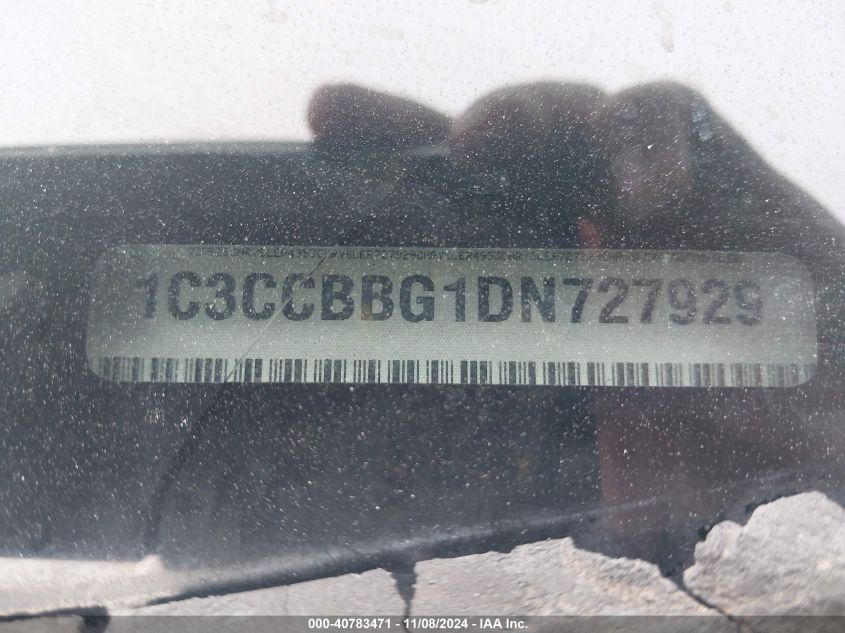 1C3CCBBG1DN727929
000-40783471 - 11/08/2024 - IAA Inc.